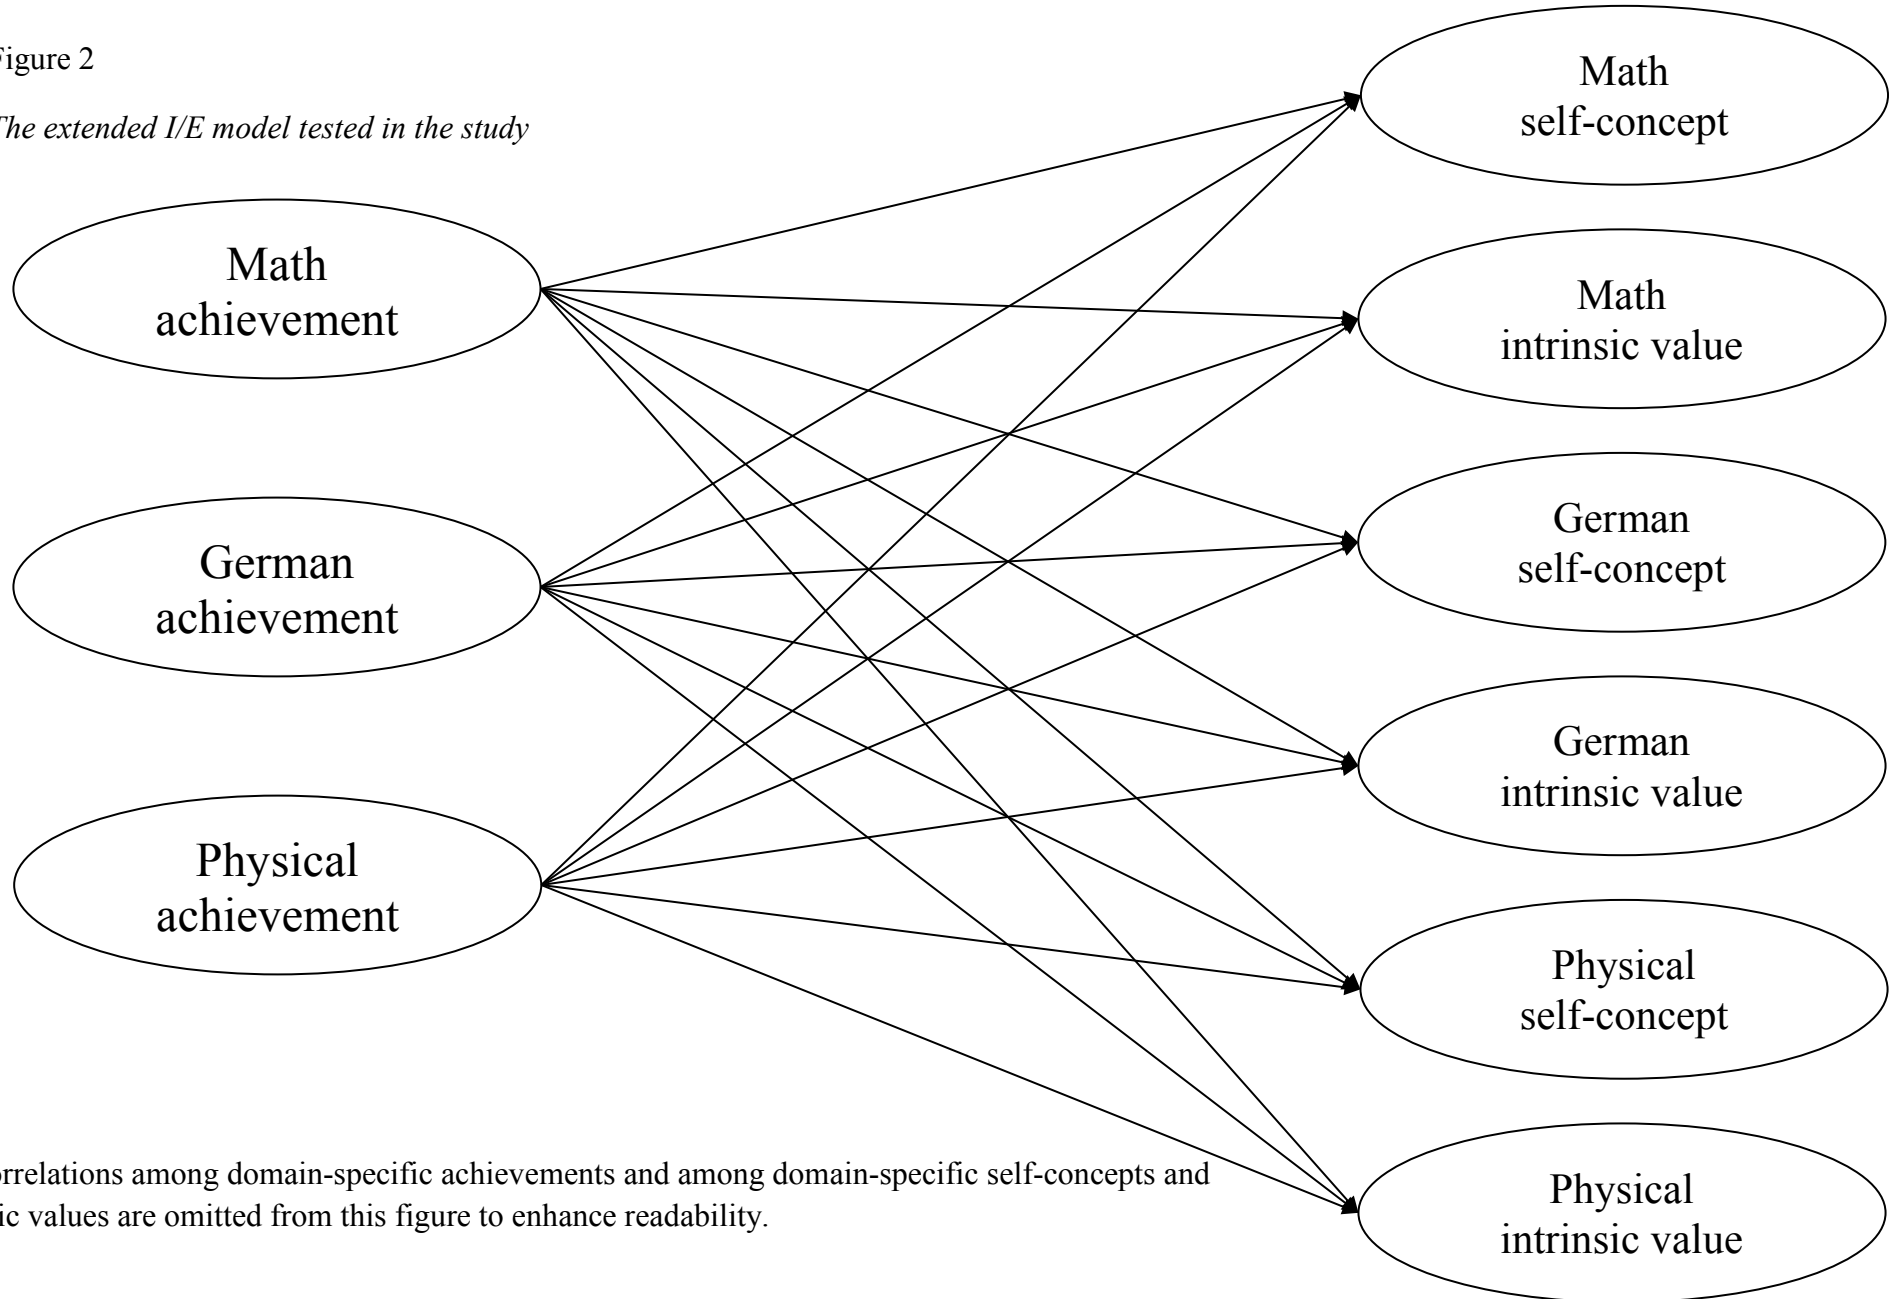 Figure 2
The extended I/E model tested in the study
Math
achievement
German
achievement
Physical
achievement
Math
self-concept
Math
intrinsic value
German
self-concept
German
intrinsic value
Physical
self-concept
Physical
intrinsic value
orrelations among domain-specific achievements and among domain-specific self-concepts and
ic values are omitted from this figure to enhance readability.